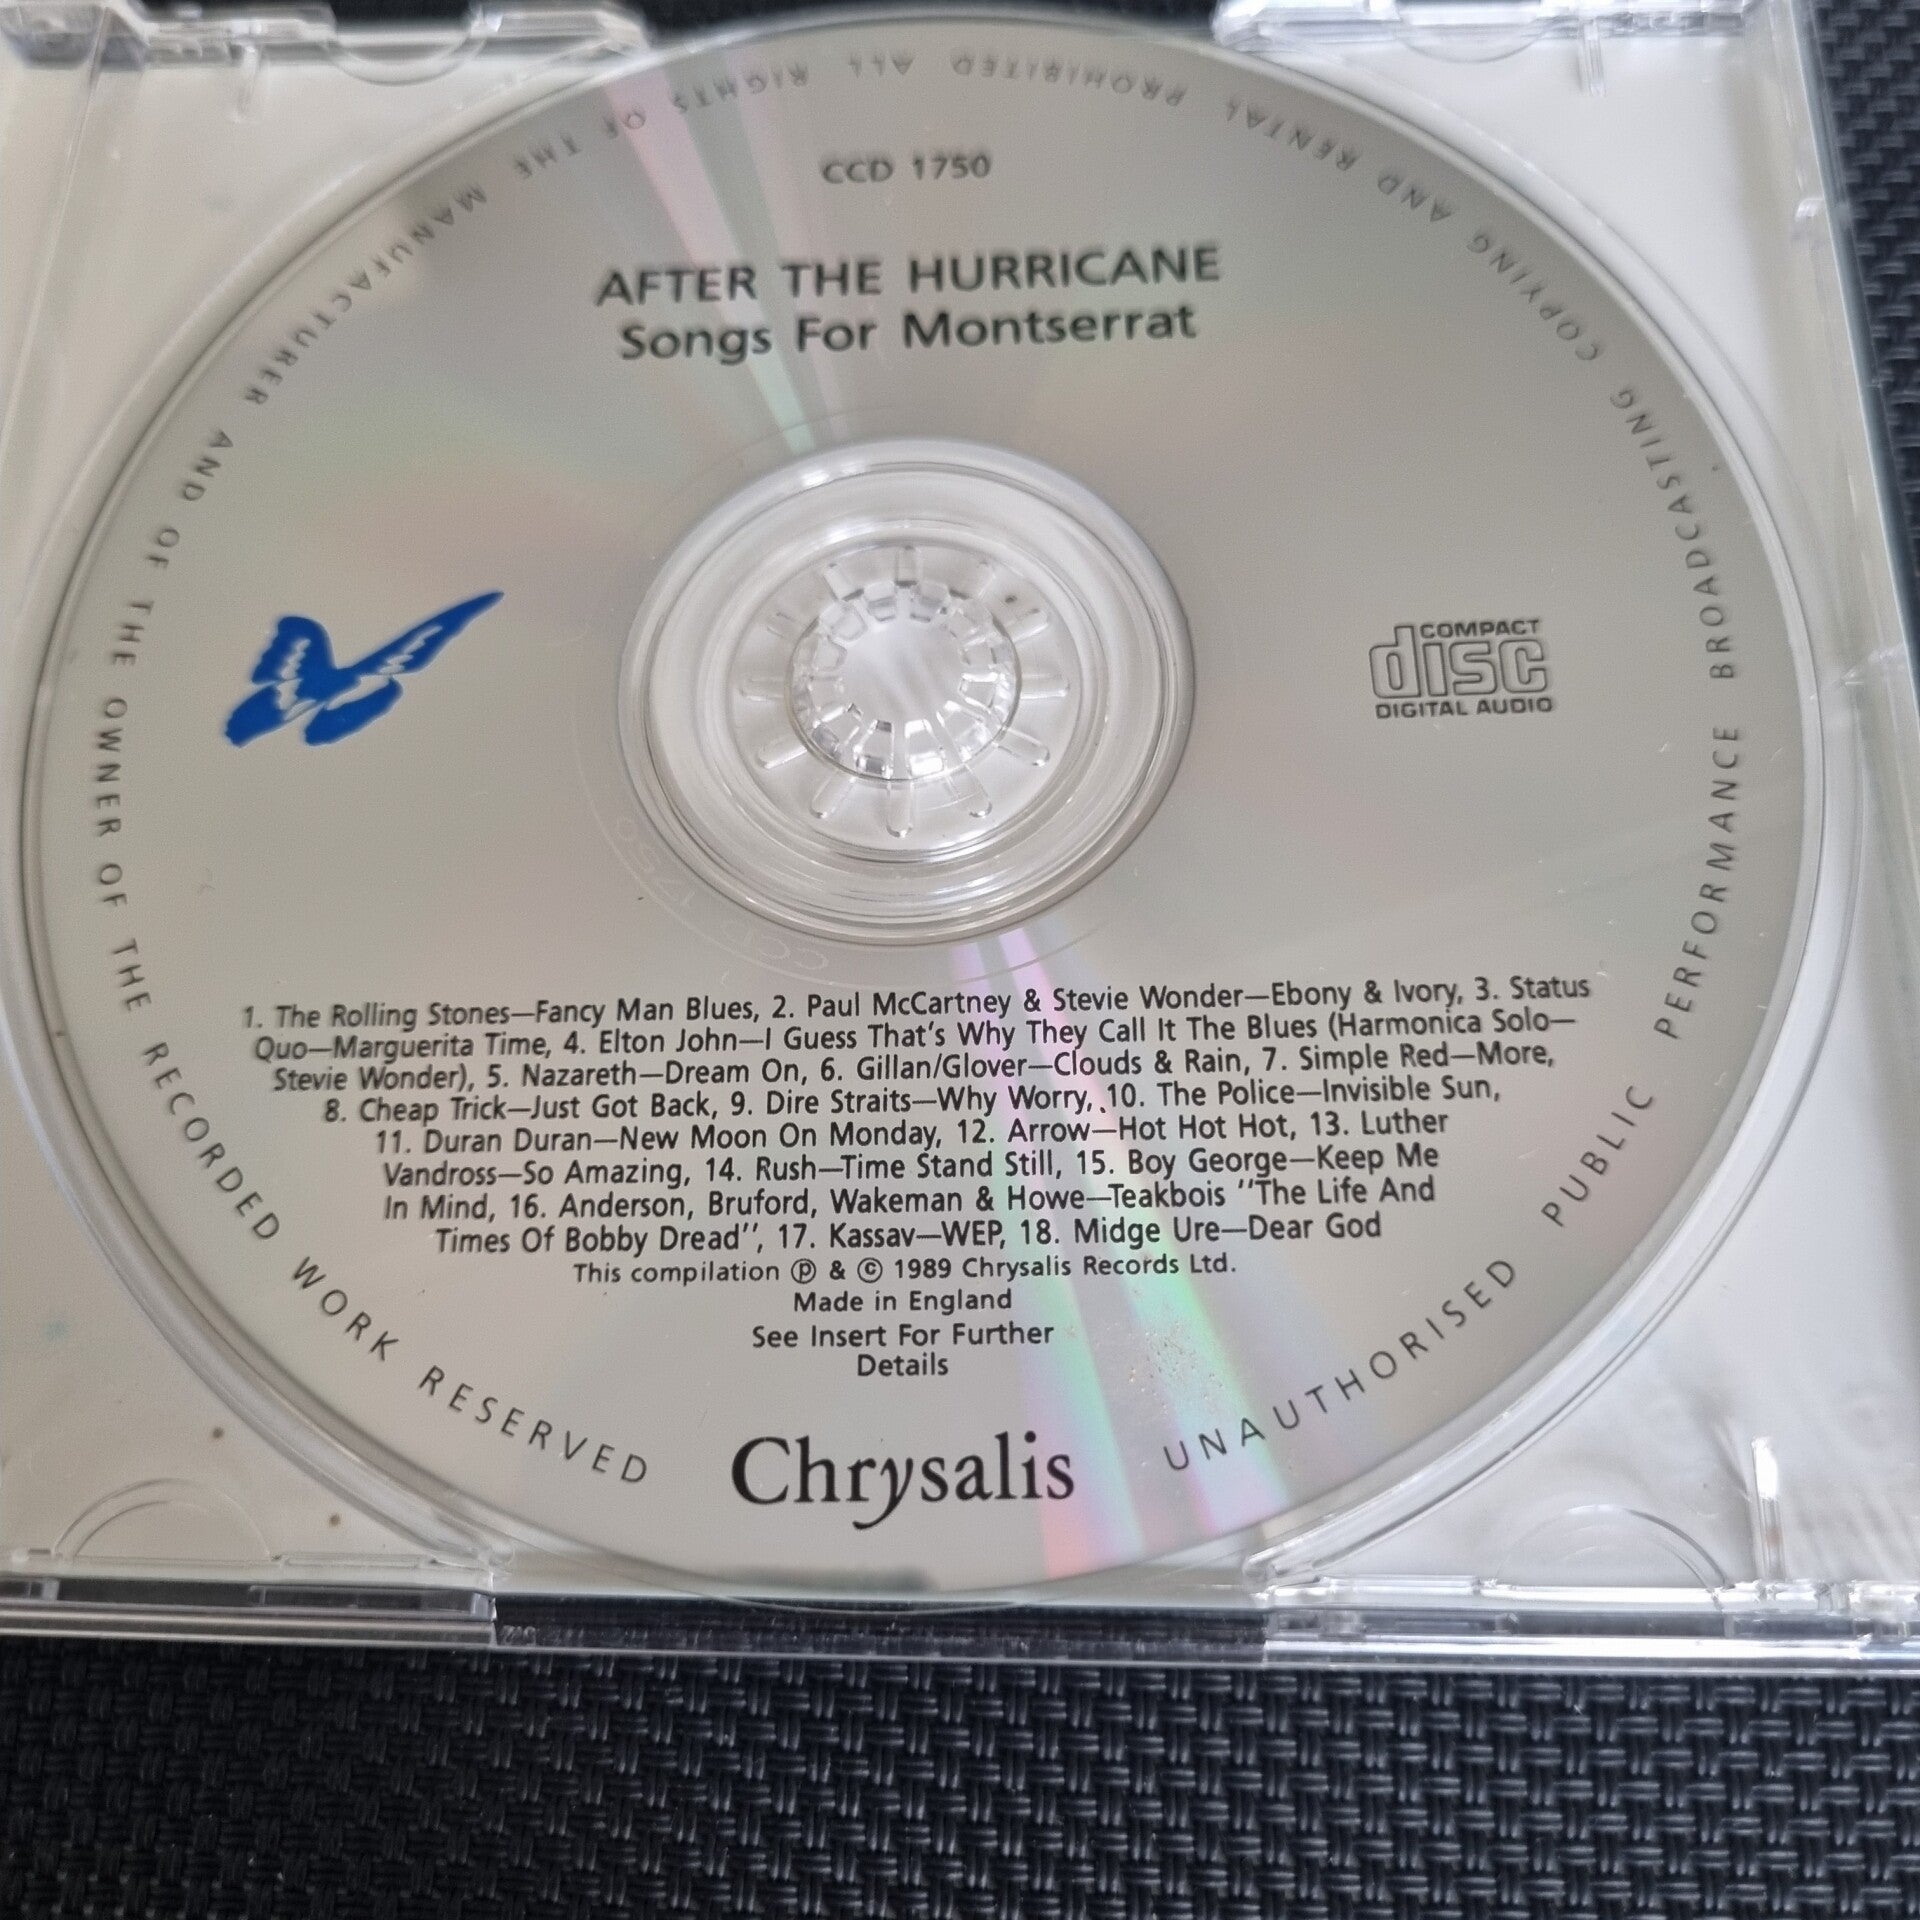 CCD 1750
AFTER THE HURRICANE
Songs For Montserrat
COMPACT
disc
DIGITAL AUDIO
1. The Rolling Stones—Fancy Man Blues, 2. Paul McCartney & Stevie Wonder—Ebony & Ivory, 3. Status
Quo—Marguerita Time, 4. Elton John—I Guess That's Why They Call It The Blues (Harmonica Solo—
Stevie Wonder), 5. Nazareth—Dream On, 6. Gillan/Glover—Clouds & Rain, 7. Simple Red—More,
8. Cheap Trick—Just Got Back, 9. Dire Straits—Why Worry, 10. The Police—Invisible Sun,
11. Duran Duran—New Moon On Monday, 12. Arrow—Hot Hot Hot, 13. Luther
Vandross—So Amazing, 14. Rush—Time Stand Still, 15. Boy George—Keep Me
In Mind, 16. Anderson, Bruford, Wakeman & Howe—Teakbois "The Life And
Times Of Bobby Dread", 17. Kassav—WEP, 18. Midge Ure—Dear God
This compilation ℗ & © 1989 Chrysalis Records Ltd.
Made in England
See Insert For Further
Details
Chrysalis
UNAUTHORISED PUBLIC PERFORMANCE BROADCASTING COPYING AND RENTAL PROHIBITED ALL RIGHTS OF THE MANUFACTURER AND OF THE OWNER OF THE RECORDED WORK RESERVED
CCD 1750